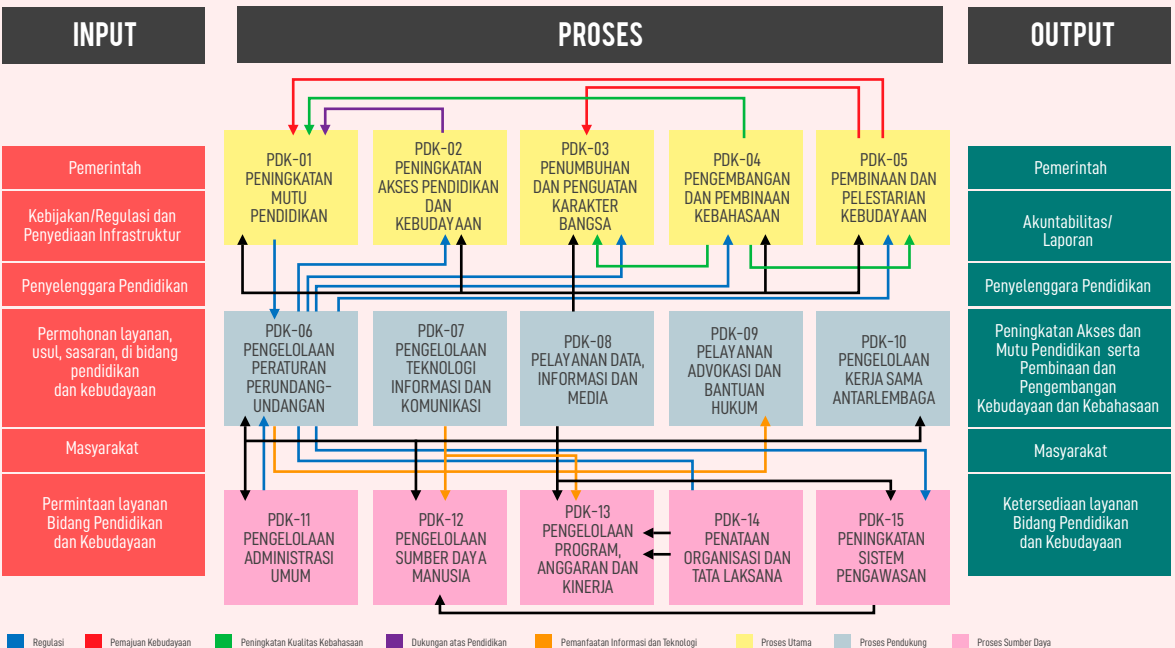 INPUT
PROSES
OUTPUT
Pemerintah
Kebijakan/Regulasi dan
Penyediaan Infrastruktur
Penyelenggara Pendidikan
Permohonan layanan,
usul, sasaran, di bidang
pendidikan
dan kebudayaan
Masyarakat
Permintaan layanan
Bidang Pendidikan
dan Kebudayaan
PDK-01
PENINGKATAN
MUTU
PENDIDIKAN
PDK-02
PENINGKATAN
AKSES PENDIDIKAN
DAN
KEBUDAYAAN
PDK-03
PENUMBUHAN
DAN PENGUATAN
KARAKTER
BANGSA
PDK-04
PENGEMBANGAN
DAN PEMBINAAN
KEBAHASAAN
PDK-05
PEMBINAAN DAN
PELESTARIAN
KEBUDAYAAN
PDK-06
PENGELOLAAN
PERATURAN
PERUNDANG-
UNDANGAN
PDK-07
PENGELOLAAN
TEKNOLOGI
INFORMASI DAN
KOMUNIKASI
PDK-08
PELAYANAN DATA,
INFORMASI DAN
MEDIA
PDK-09
PELAYANAN
ADVOKASI DAN
BANTUAN
HUKUM
PDK-10
PENGELOLAAN
KERJA SAMA
ANTARLEMBAGA
PDK-11
PENGELOLAAN
ADMINISTRASI
UMUM
PDK-12
PENGELOLAAN
SUMBER DAYA
MANUSIA
PDK-13
PENGELOLAAN
PROGRAM,
ANGGARAN DAN
KINERJA
PDK-14
PENATAAN
ORGANISASI DAN
TATA LAKSANA
PDK-15
PENINGKATAN
SISTEM
PENGAWASAN
Pemerintah
Akuntabilitas/
Laporan
Penyelenggara Pendidikan
Peningkatan Akses dan
Mutu Pendidikan serta
Pembinaan dan
Pengembangan
Kebudayaan dan Kebahasaan
Masyarakat
Ketersediaan layanan
Bidang Pendidikan
dan Kebudayaan
Regulasi
Pemajuan Kebudayaan
Peningkatan Kualitas Kebahasaan
Dukungan atas Pendidikan
Pemanfaatan Informasi dan Teknologi
Proses Utama
Proses Pendukung
Proses Sumber Daya